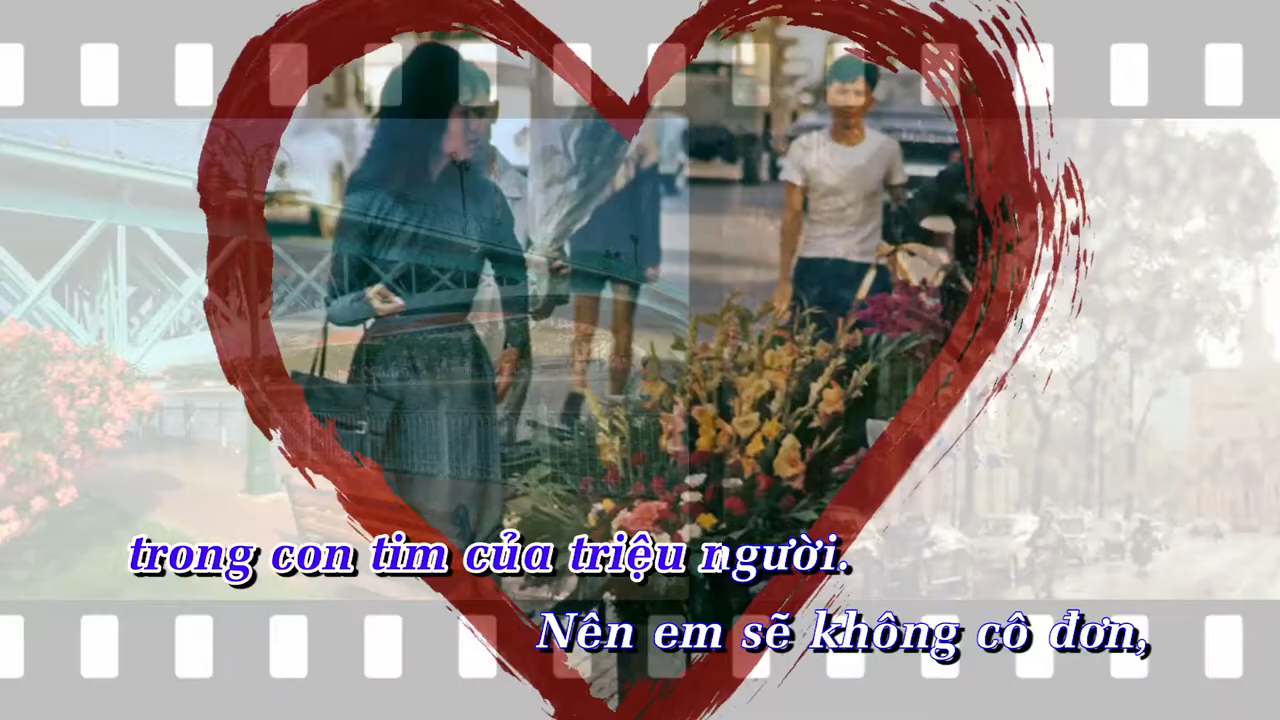 trong con tim của triệu người.
Nên em sẽ không cô đơn,